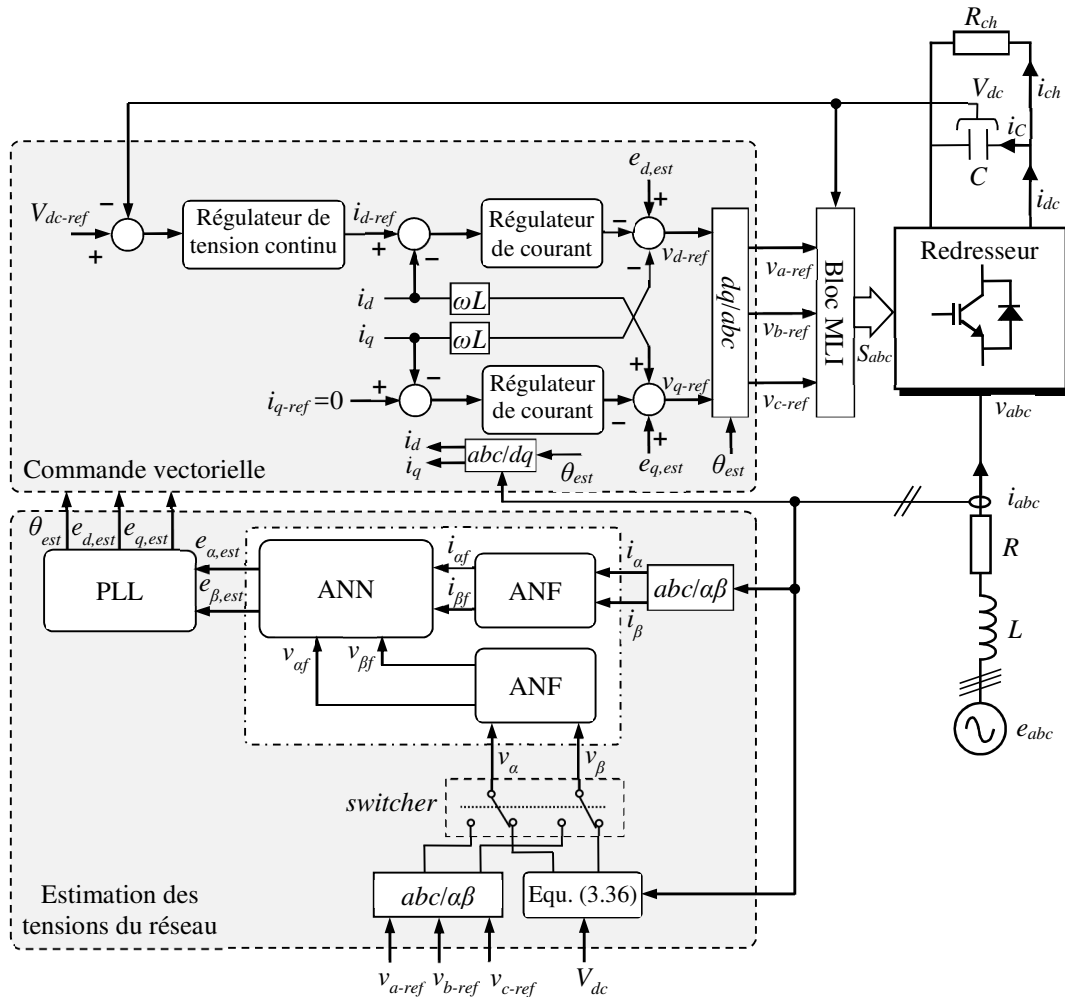 R_ch
V_dc
i_ch
i_C
C
i_dc
e_d,est
V_dc-ref
−
+
Régulateur de
tension continu
i_d-ref
+
−
Régulateur
de courant
−
+
−
v_d-ref
i_d
ωL
i_q
ωL
−
+
i_q-ref=0
Régulateur
de courant
+
−
+
v_q-ref
e_q,est
dq/abc
θ_est
v_a-ref
v_b-ref
v_c-ref
Bloc MLI
S_abc
Redresseur
v_abc
i_d
i_q
abc/dq
θ_est
Commande vectorielle
i_abc
R
L
e_abc
θ_est
e_d,est
e_q,est
PLL
e_α,est
e_β,est
ANN
i_αf
i_βf
ANF
i_α
i_β
abc/αβ
v_αf
v_βf
ANF
v_α
v_β
switcher
abc/αβ
Equ. (3.36)
Estimation des
tensions du réseau
v_a-ref
v_b-ref
v_c-ref
V_dc